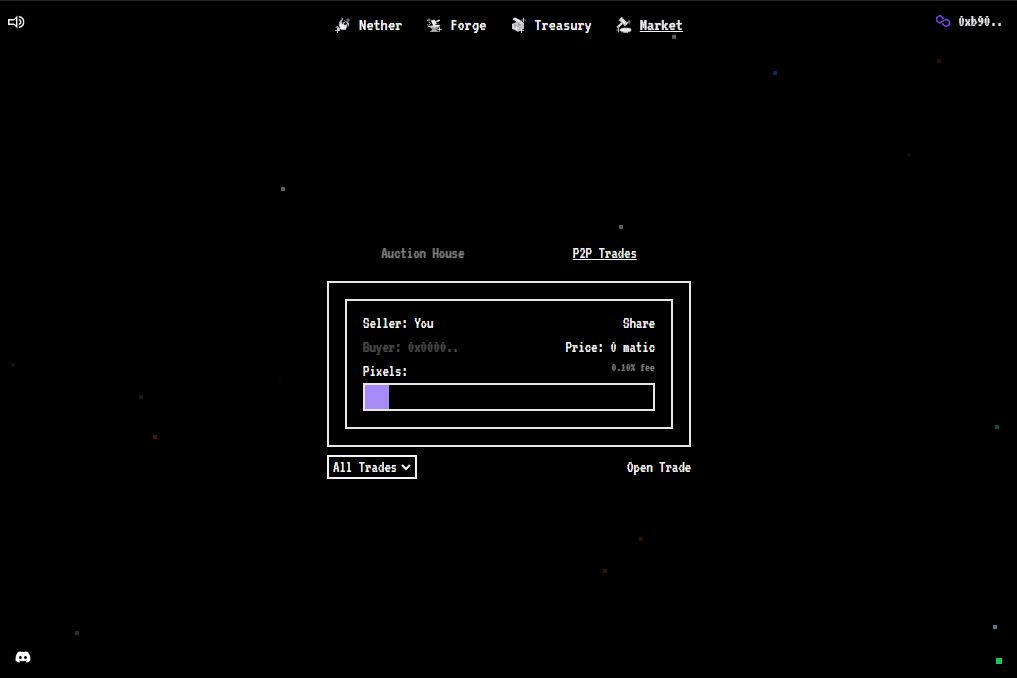 Nether Forge Treasury Market 0xb90..
Auction House P2P Trades
Seller: You Share
Buyer: 0x0000.. Price: 0 matic
Pixels: 0.10% fee
All Trades Open Trade